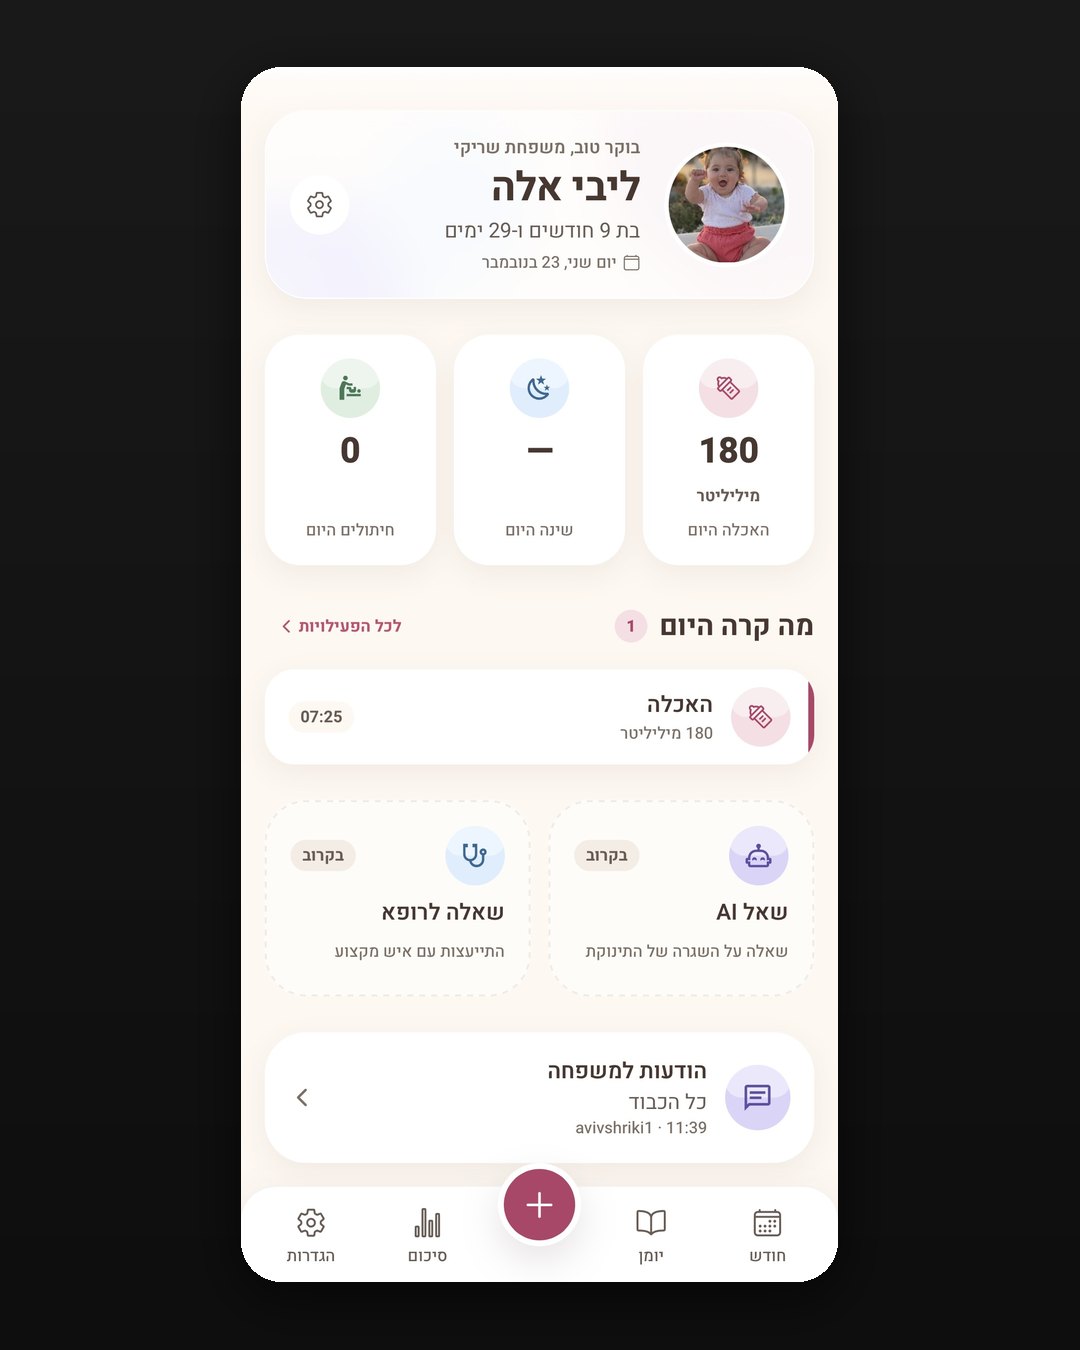 בוקר טוב, משפחת שריקי
ליבי אלה
בת 9 חודשים ו-29 ימים
יום שני, 23 בנובמבר
180
מיליליטר
האכלה היום
—
שינה היום
0
חיתולים היום
מה קרה היום 1
לכל הפעילויות
האכלה
180 מיליליטר
07:25
בקרוב
שאל AI
שאלה על השגרה של התינוקת
בקרוב
שאלה לרופא
התייעצות עם איש מקצוע
הודעות למשפחה
כל הכבוד
avivshriki1 · 11:39
חודש
יומן
סיכום
הגדרות